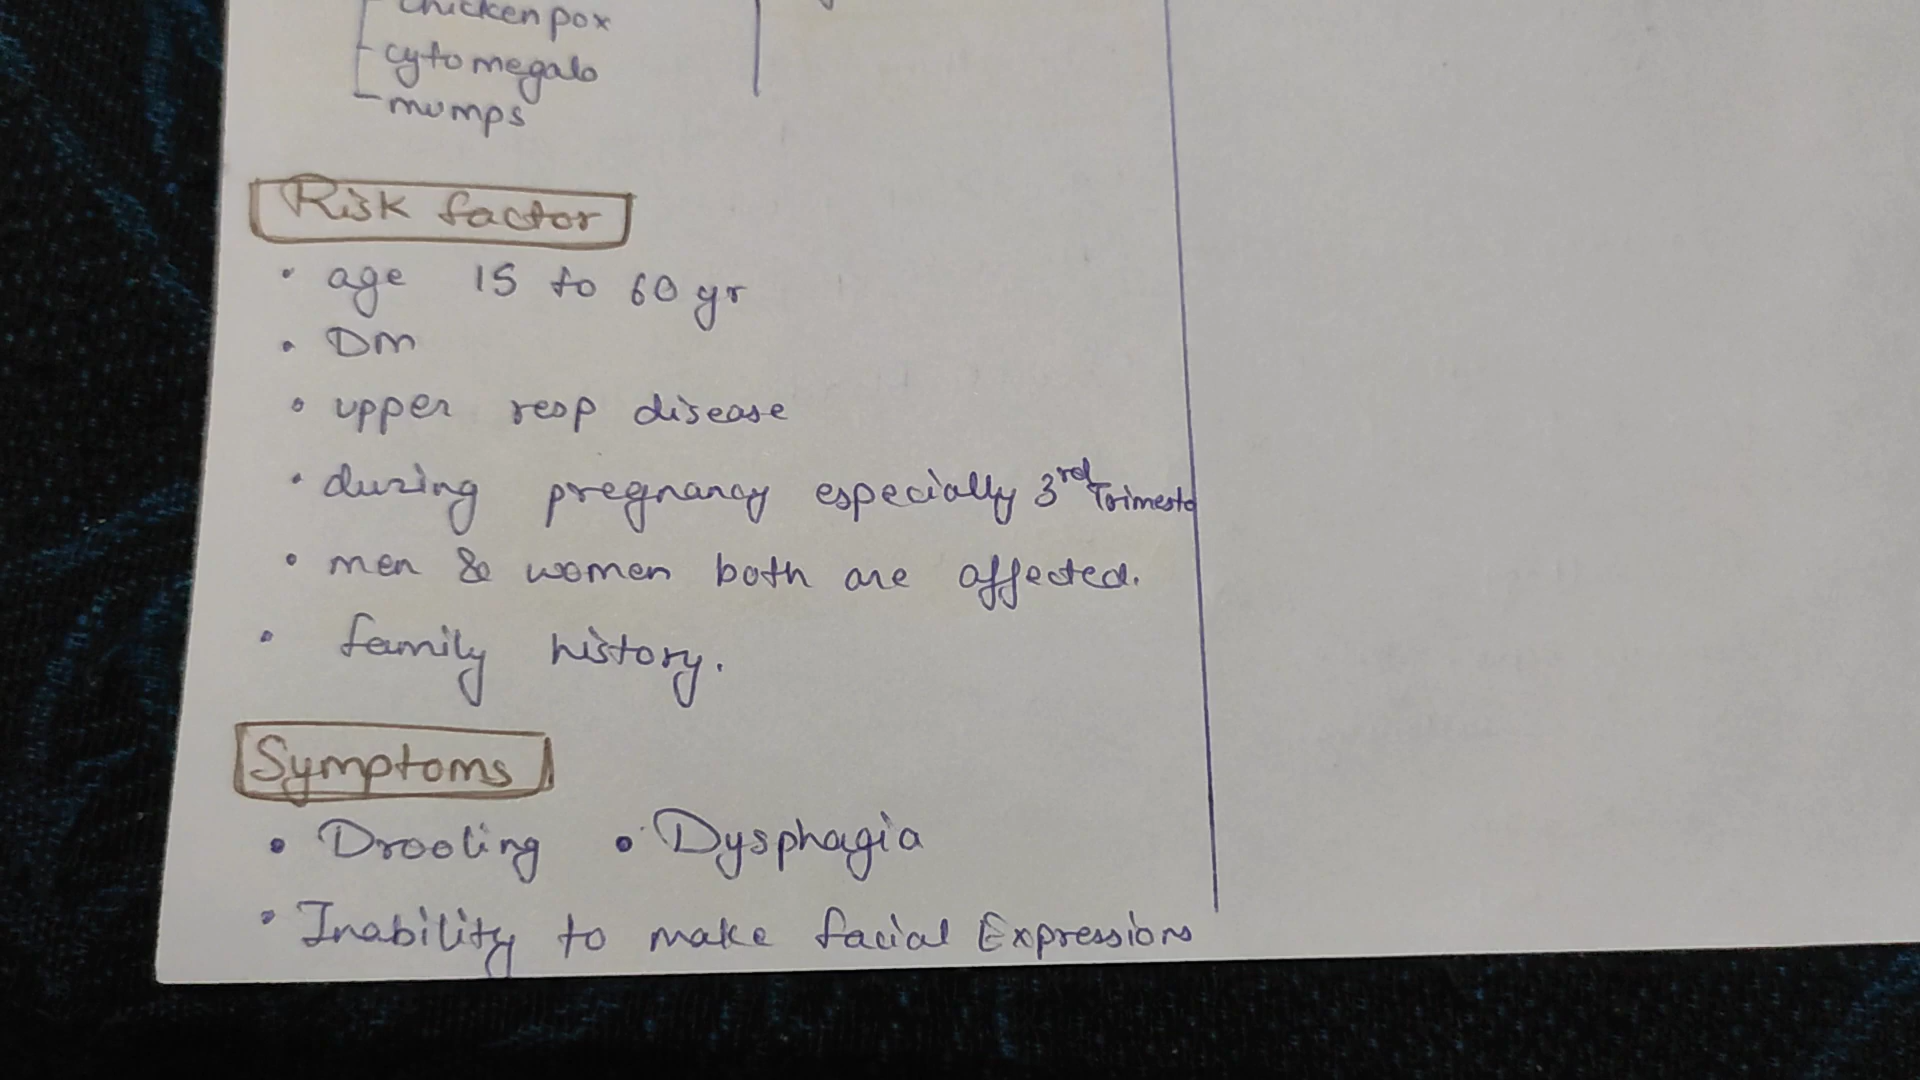 chicken pox
cytomegalo
mumps
Risk factor
• age 15 to 60 yr
• DM
• upper resp disease
• during pregnancy especially 3rd Trimeste
• men & women both are affected.
• family history.
Symptoms
• Drooling • Dysphagia
• Inability to make facial Expressions